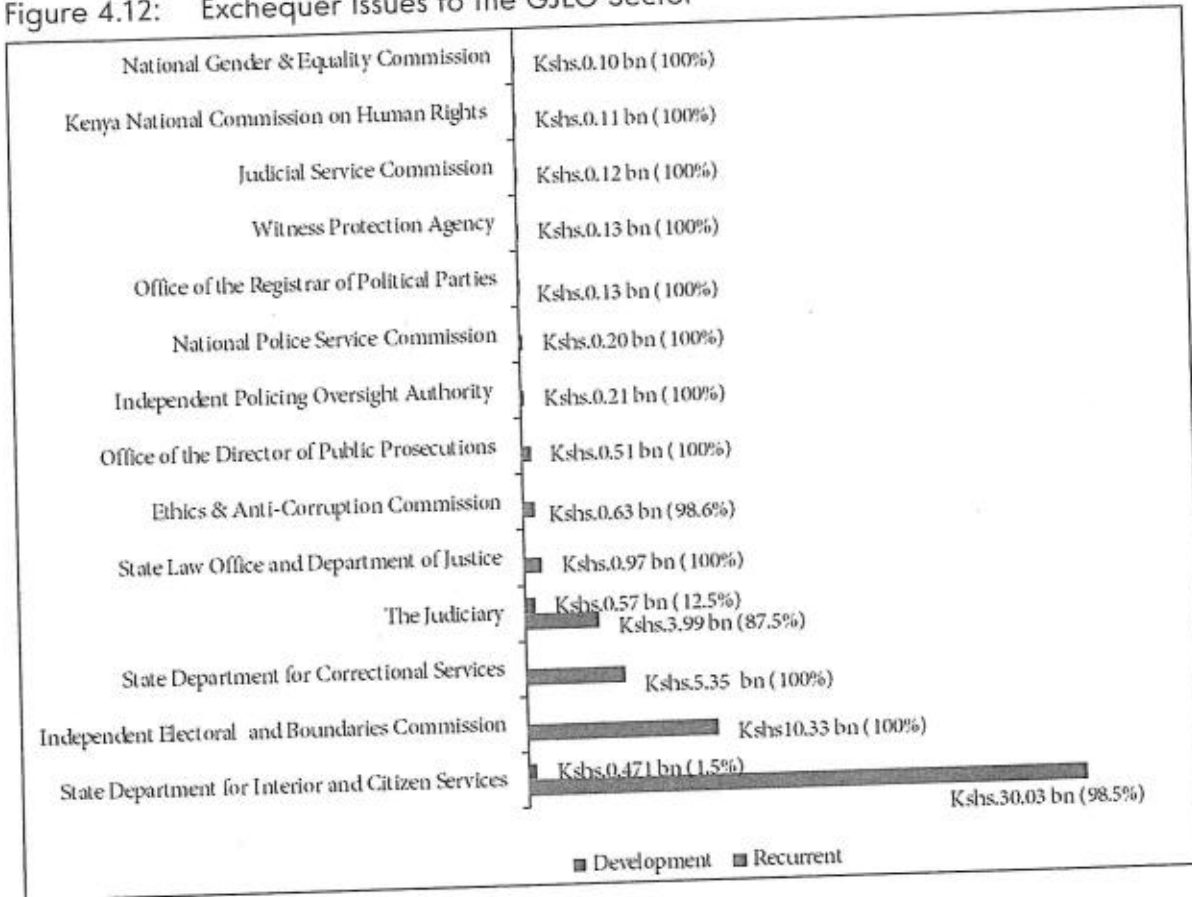 Figure 4.12: Exchequer Issues to the GJLO Sector
National Gender & Equality Commission Kshs.0.10 bn (100%)
Kenya National Commission on Human Rights Kshs.0.11 bn (100%)
Judicial Service Commission Kshs.0.12 bn (100%)
Witness Protection Agency Kshs.0.13 bn (100%)
Office of the Registrar of Political Parties Kshs.0.13 bn (100%)
National Police Service Commission Kshs.0.20 bn (100%)
Independent Policing Oversight Authority Kshs.0.21 bn (100%)
Office of the Director of Public Prosecutions Kshs.0.51 bn (100%)
Ethics & Anti-Corruption Commission Kshs.0.63 bn (98.6%)
State Law Office and Department of Justice Kshs.0.97 bn (100%)
Kshs.0.57 bn (12.5%)
The Judiciary Kshs.3.99 bn (87.5%)
State Department for Correctional Services Kshs.5.35 bn (100%)
Independent Electoral and Boundaries Commission Kshs10.33 bn (100%)
Kshs.0.471 bn (1.5%)
State Department for Interior and Citizen Services Kshs.30.03 bn (98.5%)
Development Recurrent